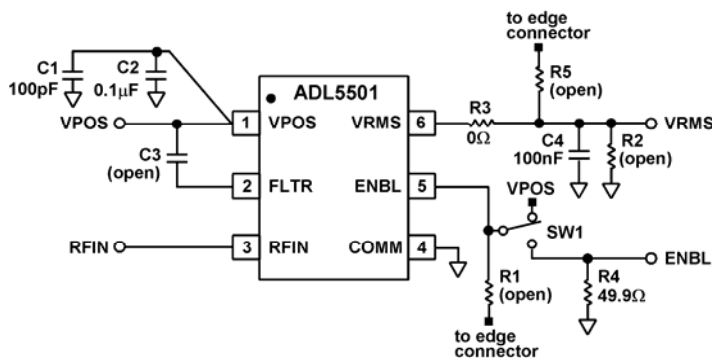 to edge
connector
C1
100pF
C2
0.1µF
ADL5501
R5
(open)
R3
0Ω
VPOS
1
VPOS
VRMS
6
VRMS
C4
100nF
R2
(open)
C3
(open)
2
FLTR
ENBL
5
VPOS
SW1
RFIN
3
RFIN
COMM
4
ENBL
R1
(open)
R4
49.9Ω
to edge
connector